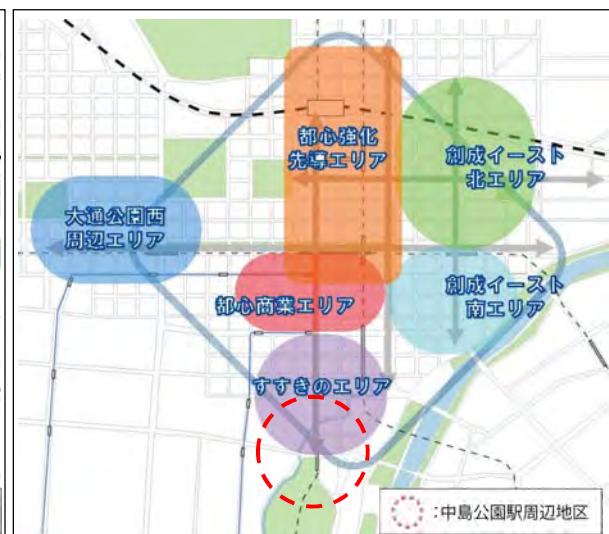 都心強化
先導エリア
創成イースト
北エリア
大通公園西
周辺エリア
創成イースト
南エリア
都心商業エリア
すすきのエリア
:中島公園駅周辺地区